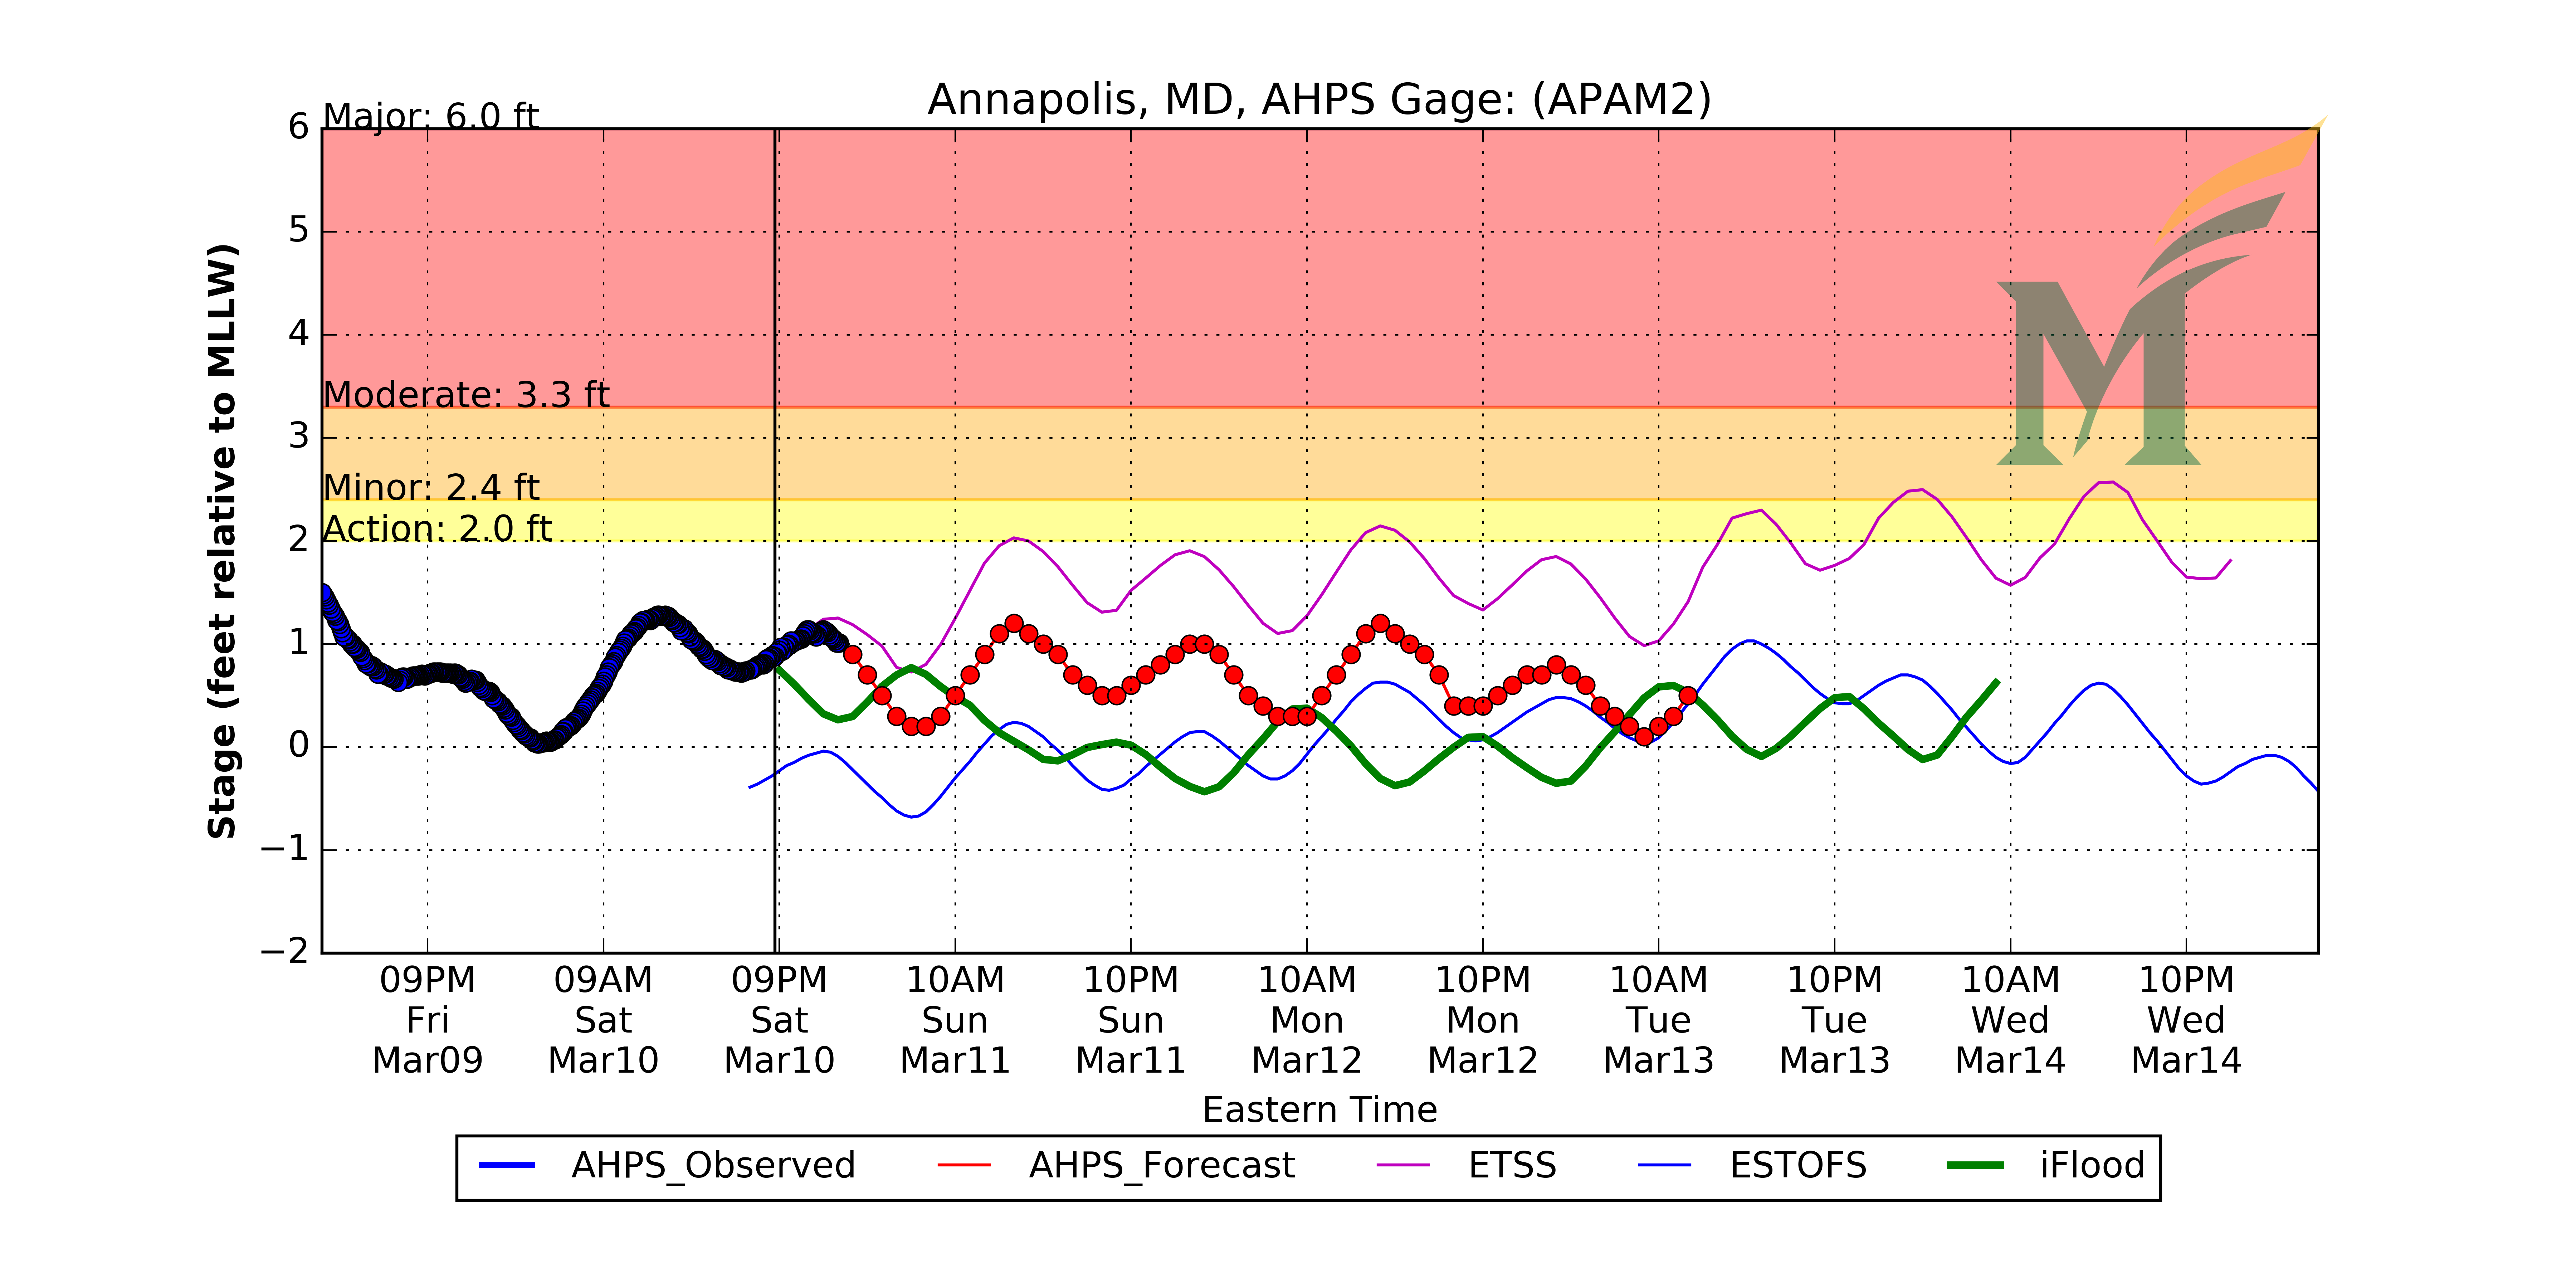 Annapolis, MD, AHPS Gage: (APAM2)
Major: 6.0 ft
Moderate: 3.3 ft
Minor: 2.4 ft
Action: 2.0 ft
Stage (feet relative to MLLW)
6
5
4
3
2
1
0
−1
−2
09PM 09AM 09PM 10AM 10PM 10AM 10PM 10AM 10PM 10AM 10PM
Fri Sat Sat Sun Sun Mon Mon Tue Tue Wed Wed
Mar09 Mar10 Mar10 Mar11 Mar11 Mar12 Mar12 Mar13 Mar13 Mar14 Mar14
Eastern Time
AHPS_Observed AHPS_Forecast ETSS ESTOFS iFlood